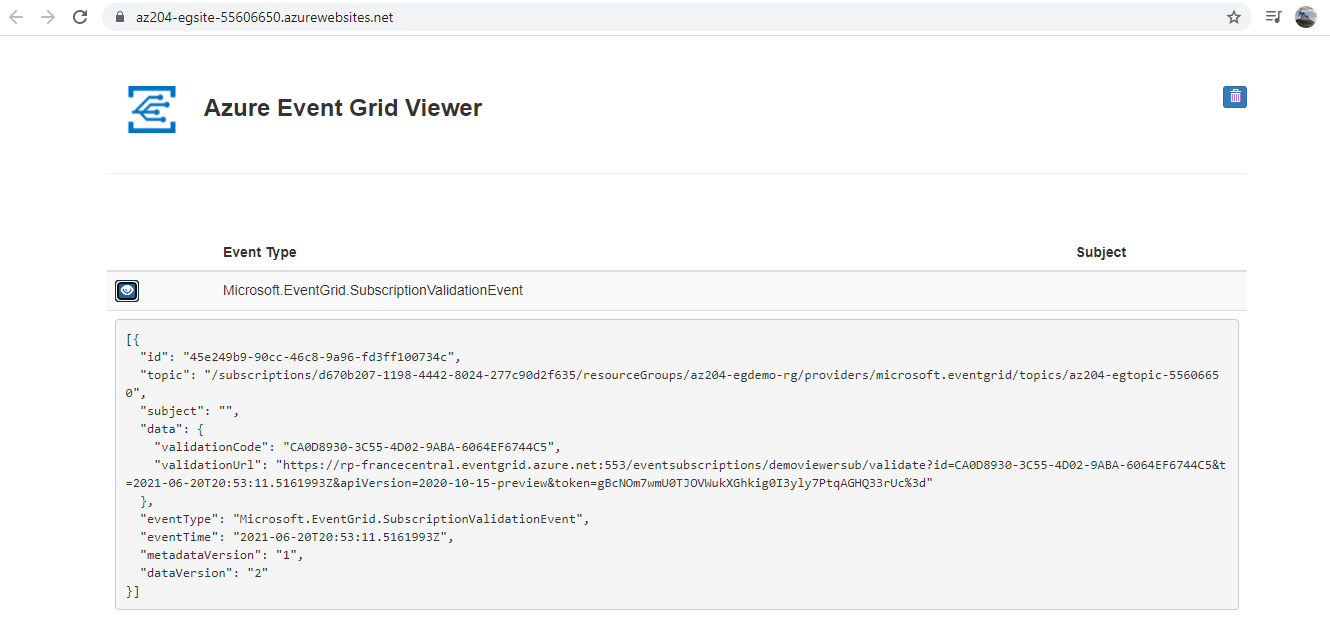 az204-egsite-55606650.azurewebsites.net
Azure Event Grid Viewer
Event Type Subject
Microsoft.EventGrid.SubscriptionValidationEvent
[{
  "id": "45e249b9-90cc-46c8-9a96-fd3ff100734c",
  "topic": "/subscriptions/d670b207-1198-4442-8024-277c90d2f635/resourceGroups/az204-egdemo-rg/providers/microsoft.eventgrid/topics/az204-egtopic-5560665
0",
  "subject": "",
  "data": {
    "validationCode": "CA0D8930-3C55-4D02-9ABA-6064EF6744C5",
    "validationUrl": "https://rp-francecentral.eventgrid.azure.net:553/eventsubscriptions/demoviewersub/validate?id=CA0D8930-3C55-4D02-9ABA-6064EF6744C5&t
=2021-06-20T20:53:11.5161993Z&apiVersion=2020-10-15-preview&token=gBcNOm7wmU0TJOVWukXGhkig0I3yly7PtqAGHQ33rUc%3d"
  },
  "eventType": "Microsoft.EventGrid.SubscriptionValidationEvent",
  "eventTime": "2021-06-20T20:53:11.5161993Z",
  "metadataVersion": "1",
  "dataVersion": "2"
}]